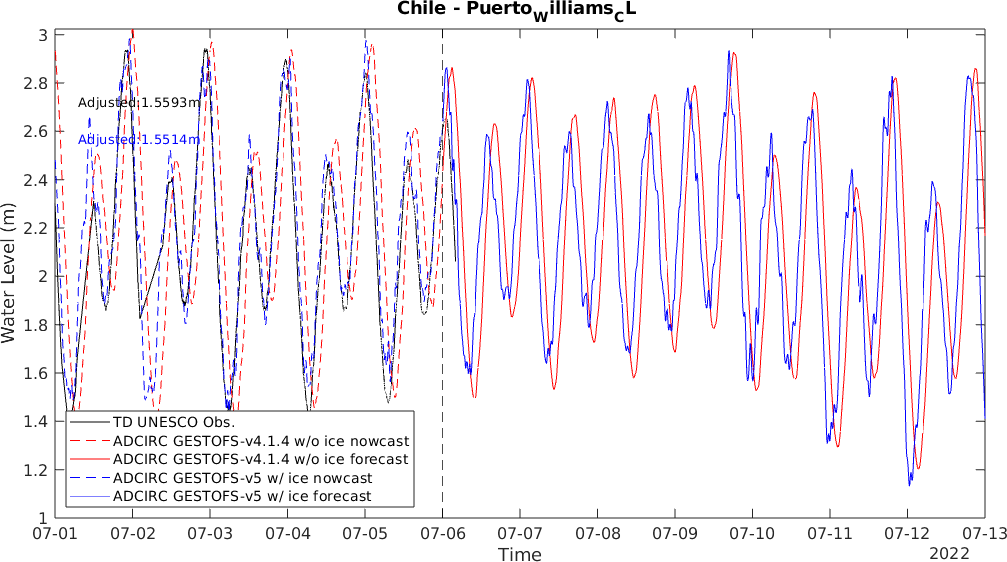 Chile - Puerto_Williams_CL
Water Level (m)
3
2.8
2.6
2.4
2.2
2
1.8
1.6
1.4
1.2
1
Adjusted:1.5593m
Adjusted:1.5514m
TD UNESCO Obs.
ADCIRC GESTOFS-v4.1.4 w/o ice nowcast
ADCIRC GESTOFS-v4.1.4 w/o ice forecast
ADCIRC GESTOFS-v5 w/ ice nowcast
ADCIRC GESTOFS-v5 w/ ice forecast
07-01 07-02 07-03 07-04 07-05 07-06 07-07 07-08 07-09 07-10 07-11 07-12 07-13
Time
2022